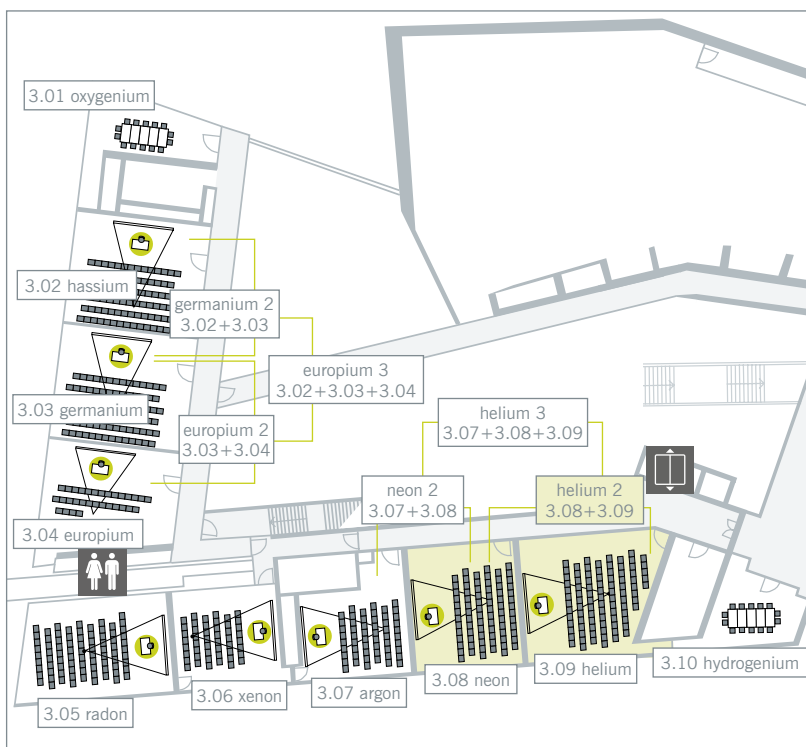 3.01 oxygenium
3.02 hassium
germanium 2
3.02+3.03
europium 3
3.02+3.03+3.04
3.03 germanium
europium 2
3.03+3.04
helium 3
3.07+3.08+3.09
neon 2
3.07+3.08
helium 2
3.08+3.09
3.04 europium
3.10 hydrogenium
3.09 helium
3.08 neon
3.07 argon
3.06 xenon
3.05 radon